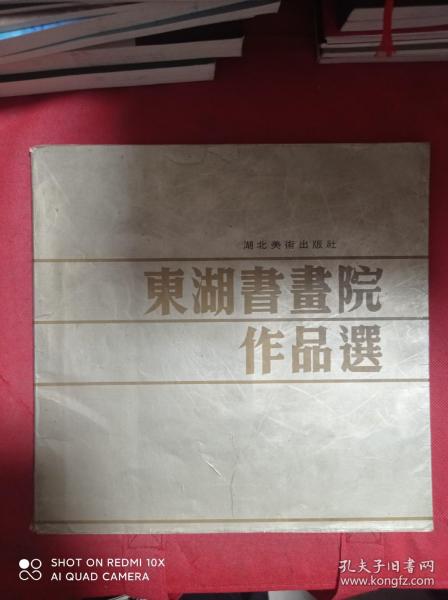 湖北美術出版社
東湖書畫院
作品選
SHOT ON REDMI 10X
AI QUAD CAMERA
孔夫子旧书网
www.kongfz.com